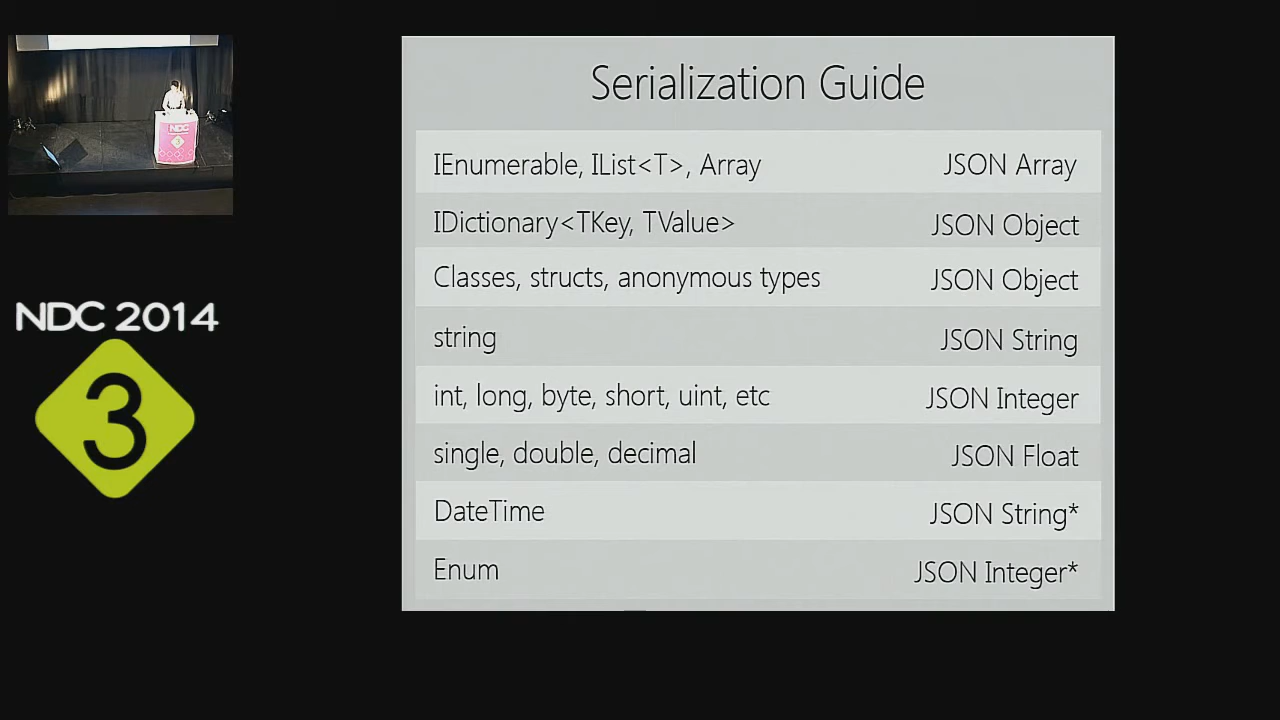 Serialization Guide
IEnumerable, IList<T>, Array JSON Array
IDictionary<TKey, TValue> JSON Object
Classes, structs, anonymous types JSON Object
string JSON String
int, long, byte, short, uint, etc JSON Integer
single, double, decimal JSON Float
DateTime JSON String*
Enum JSON Integer*
NDC
3
NDC 2014
3